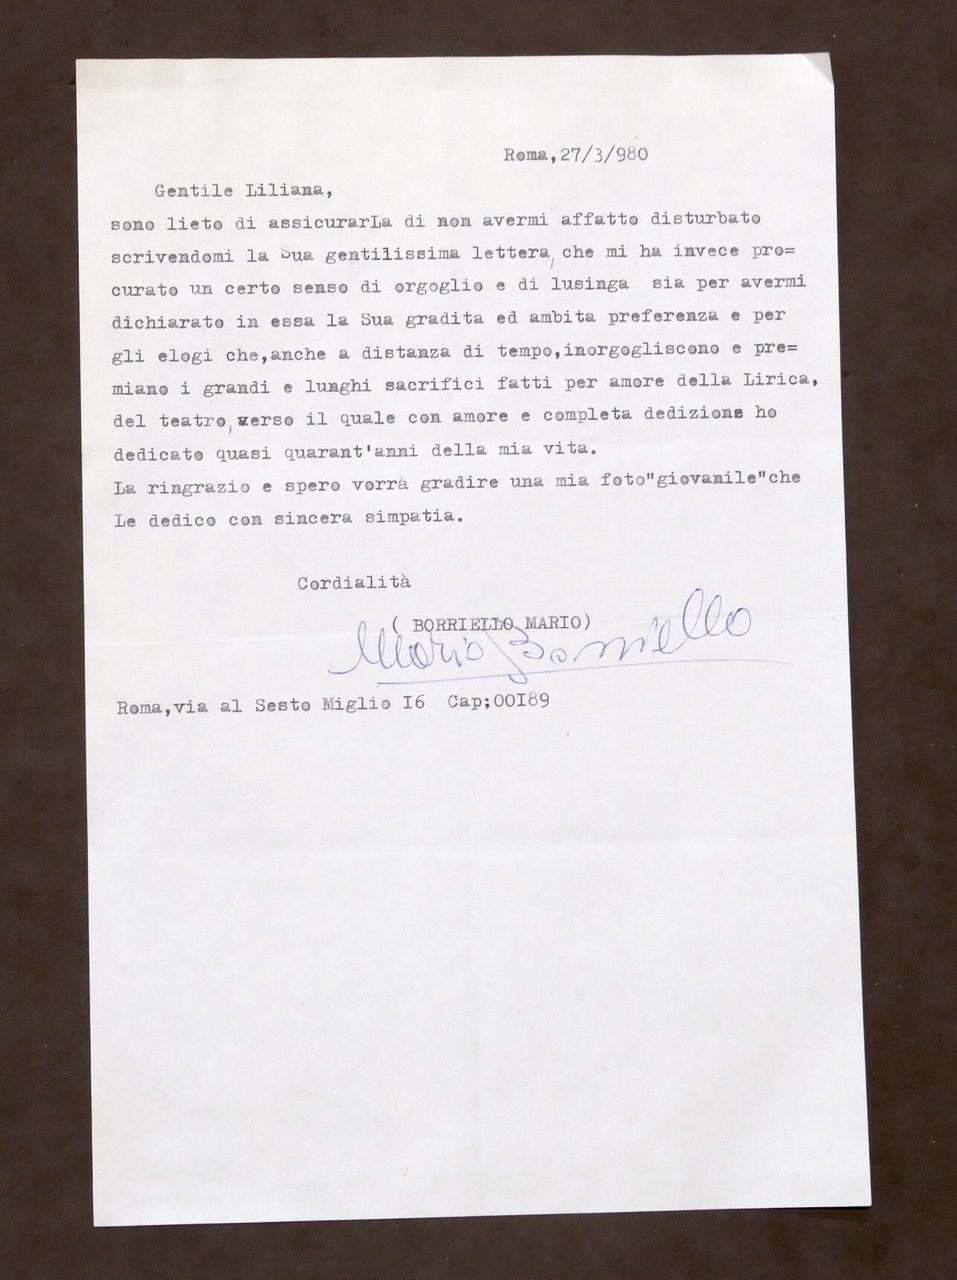 Roma,27/3/980
Gentile Liliana,
sono lieto di assicurarLa di non avermi affatto disturbato
scrivendomi la Sua gentilissima lettera, che mi ha invece pro=
curato un certo senso di orgoglio e di lusinga sia per avermi
dichiarato in essa la Sua gradita ed ambita preferenza e per
gli elogi che,anche a distanza di tempo,inorgogliscono e pre=
miano i grandi e lunghi sacrifici fatti per amore della Lirica,
del teatro, verso il quale con amore e completa dedizione ho
dedicato quasi quarant'anni della mia vita.
La ringrazio e spero vorrà gradire una mia foto"giovanile"che
Le dedico con sincera simpatia.
Cordialità
( BORRIELLO MARIO)
Mario Borriello
Roma,via al Sesto Miglio I6 Cap;00I89